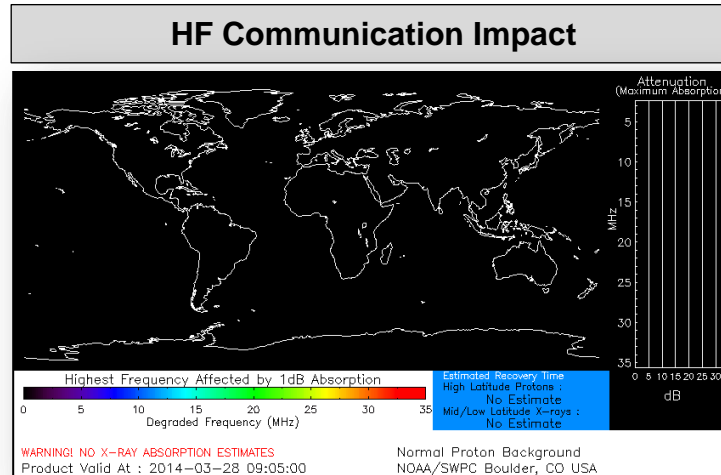 HF Communication Impact
Attenuation
(Maximum Absorption)
5
10
15
20
25
30
35
MHz
0 5 10 15 20 25 30
dB
Highest Frequency Affected by 1dB Absorption
0 5 10 15 20 25 30 35
Degraded Frequency (MHz)
Estimated Recovery Time
High Latitude Protons :
No Estimate
Mid/Low Latitude X-rays :
No Estimate
WARNING! NO X-RAY ABSORPTION ESTIMATES
Product Valid At : 2014-03-28 09:05:00
Normal Proton Background
NOAA/SWPC Boulder, CO USA